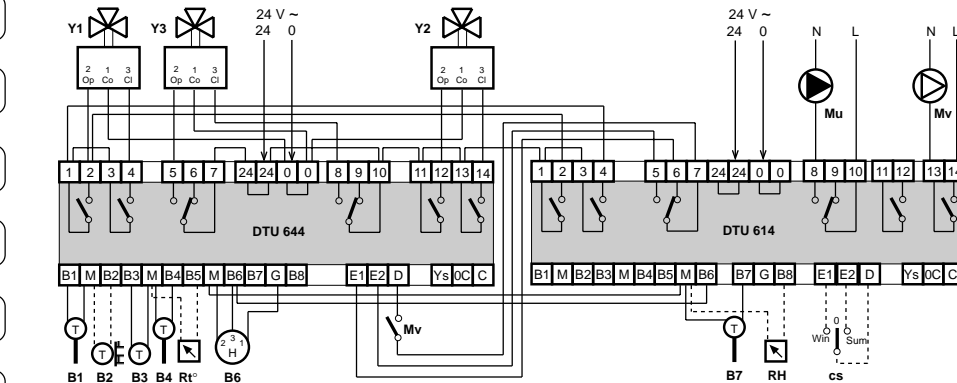 Y1 Y3 24 V ~ Y2 24 V ~
24 0 24 0 N L N
2 1 3 2 1 3 2 1 3
Op Co Cl Op Co Cl Op Co Cl
Mu Mv
1 2 3 4 5 6 7 24 24 0 0 8 9 10 11 12 13 14 1 2 3 4 5 6 7 24 24 0 0 8 9 10 11 12 13
DTU 644 DTU 614
B1 M B2 B3 M B4 B5 M B6 B7 G B8 E1 E2 D Ys 0C C B1 M B2 B3 M B4 B5 M B6 B7 G B8 E1 E2 D Ys 0C
T T T T 2 3 1 H Mv T 0 Win Sum
B1 B2 B3 B4 Rt° B6 B7 RH cs